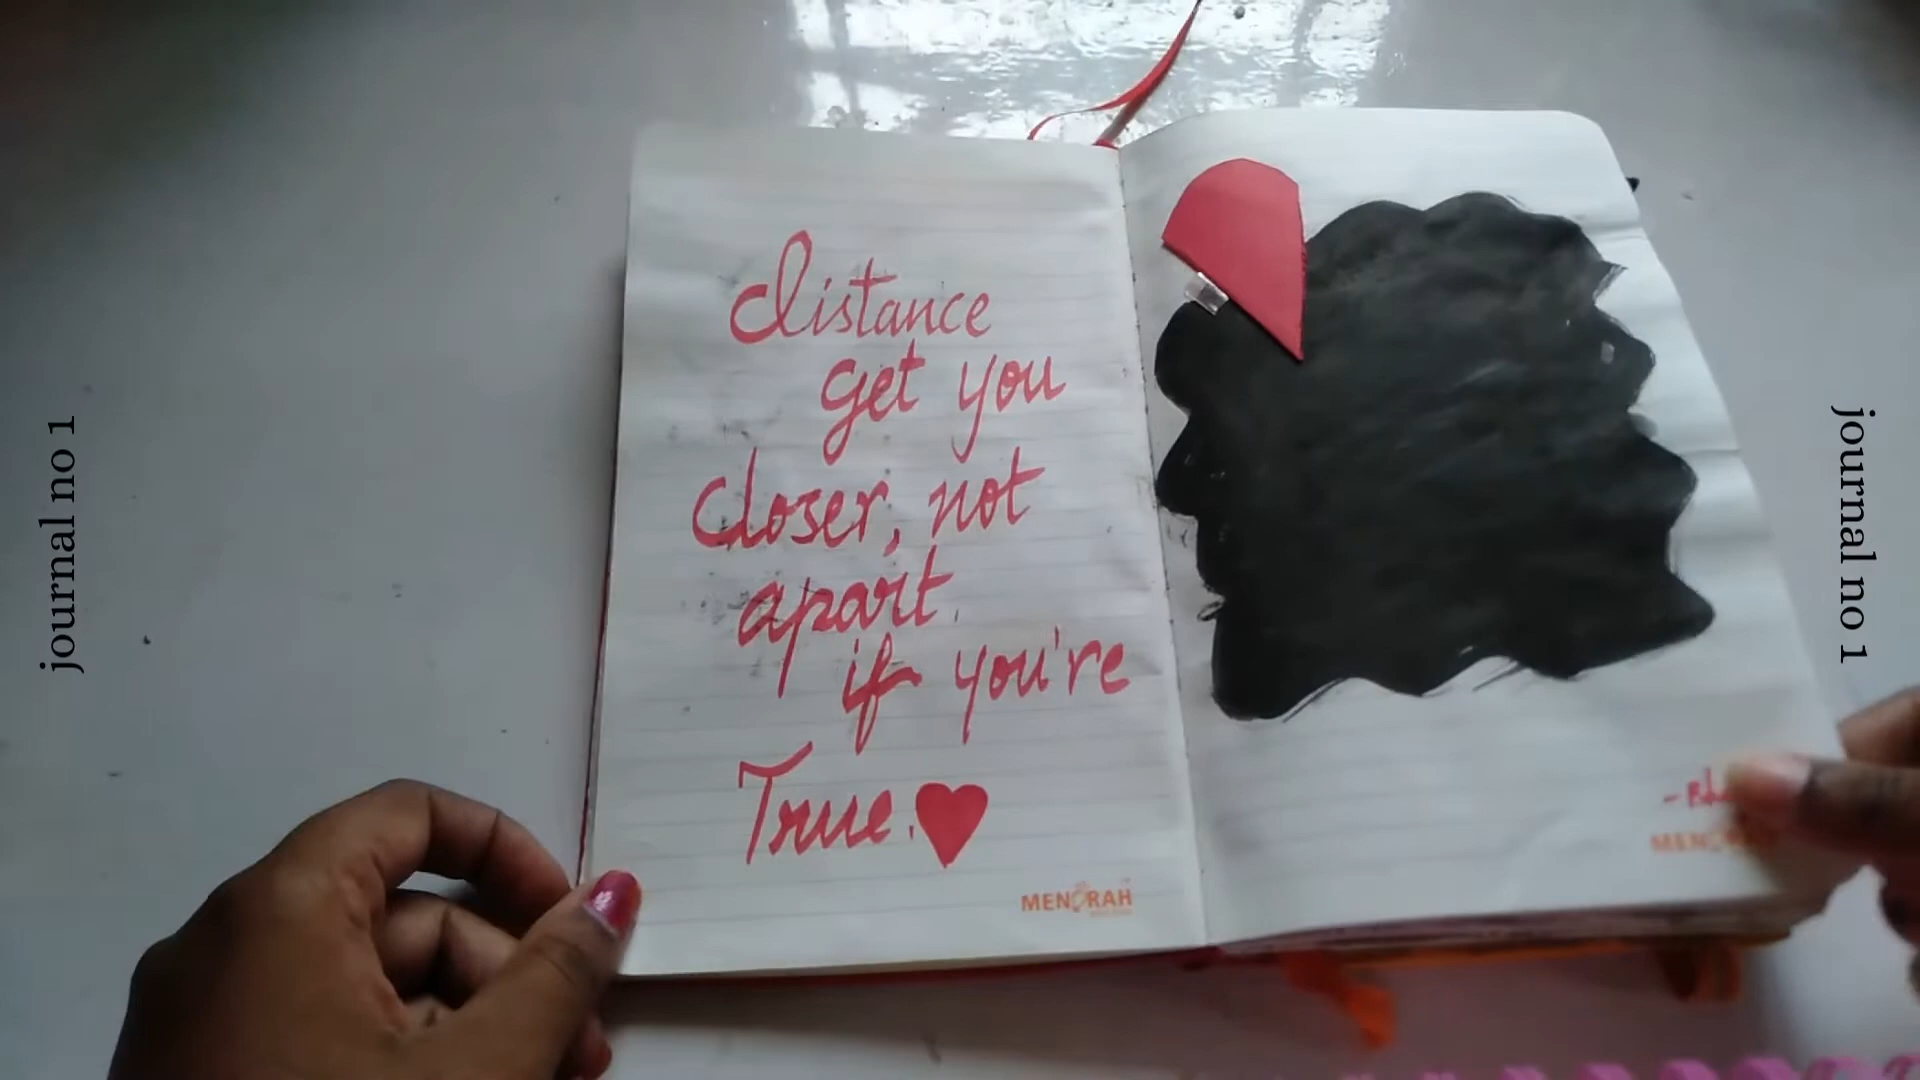 journal no 1
distance
get you
closer, not
apart.
if you're
True.
MENORAH
journal no 1